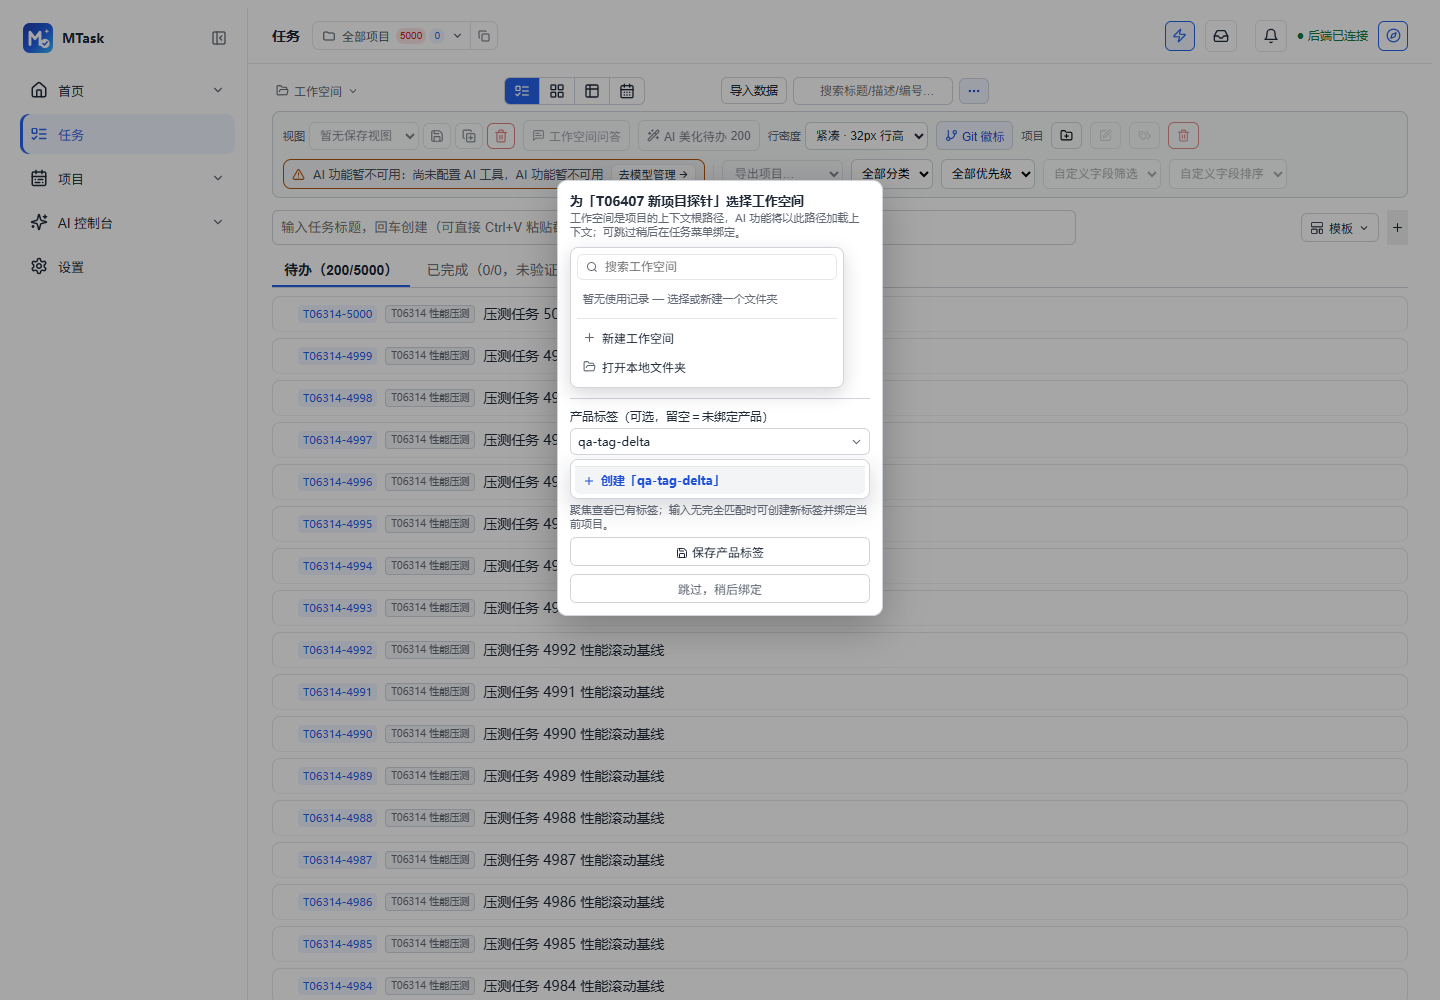 MTask
首页
任务
项目
AI 控制台
设置
任务
全部项目 5000 0
后端已连接
工作空间
导入数据
搜索标题/描述/编号...
视图 暂无保存视图
工作空间问答
AI 美化待办 200
行密度 紧凑 · 32px 行高
Git 徽标
项目
AI 功能暂不可用：尚未配置 AI 工具，AI 功能暂不可用 去模型管理 →
导出项目...
全部分类
全部优先级
自定义字段筛选
自定义字段排序
输入任务标题，回车创建（可直接 Ctrl+V 粘贴
模板
+
待办（200/5000）
已完成（0/0，未验证
为「T06407 新项目探针」选择工作空间
工作空间是项目的上下文根路径，AI 功能将以此路径加载上
下文；可跳过稍后在任务菜单绑定。
搜索工作空间
暂无使用记录 — 选择或新建一个文件夹
新建工作空间
打开本地文件夹
产品标签（可选，留空 = 未绑定产品）
qa-tag-delta
+ 创建「qa-tag-delta」
聚焦查看已有标签；输入无完全匹配时可创建新标签并绑定当
前项目。
保存产品标签
跳过，稍后绑定
T06314-5000 T06314 性能压测 压测任务 50
T06314-4999 T06314 性能压测 压测任务 49
T06314-4998 T06314 性能压测 压测任务 49
T06314-4997 T06314 性能压测 压测任务 49
T06314-4996 T06314 性能压测 压测任务 49
T06314-4995 T06314 性能压测 压测任务 49
T06314-4994 T06314 性能压测 压测任务 49
T06314-4993 T06314 性能压测 压测任务 49
T06314-4992 T06314 性能压测 压测任务 4992 性能滚动基线
T06314-4991 T06314 性能压测 压测任务 4991 性能滚动基线
T06314-4990 T06314 性能压测 压测任务 4990 性能滚动基线
T06314-4989 T06314 性能压测 压测任务 4989 性能滚动基线
T06314-4988 T06314 性能压测 压测任务 4988 性能滚动基线
T06314-4987 T06314 性能压测 压测任务 4987 性能滚动基线
T06314-4986 T06314 性能压测 压测任务 4986 性能滚动基线
T06314-4985 T06314 性能压测 压测任务 4985 性能滚动基线
T06314-4984 T06314 性能压测 压测任务 4984 性能滚动基线